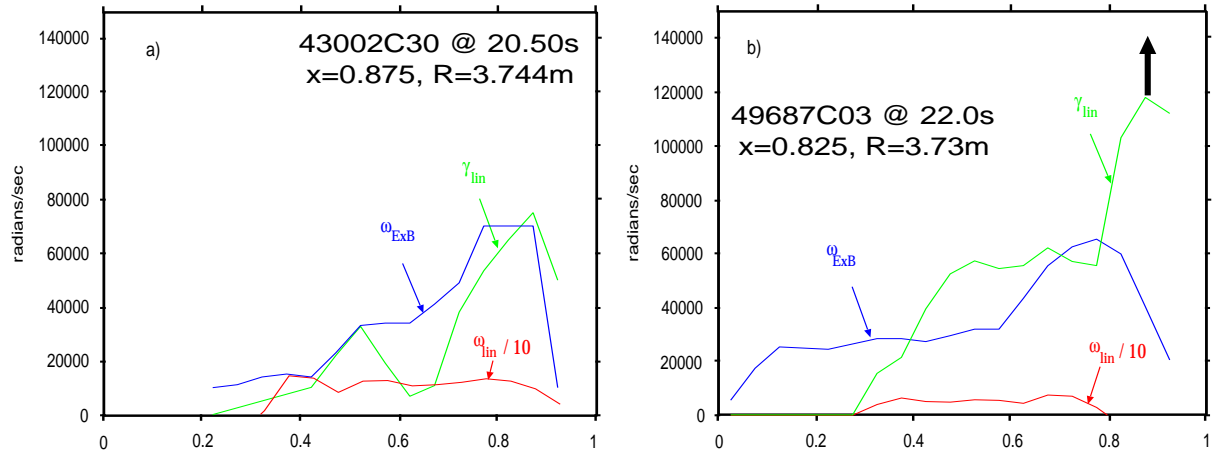 a)
43002C30 @ 20.50s
x=0.875, R=3.744m
γlin
ωExB
ωlin / 10
radians/sec
140000
120000
100000
80000
60000
40000
20000
0
0 0.2 0.4 0.6 0.8 1
b)
49687C03 @ 22.0s
x=0.825, R=3.73m
γlin
ωExB
ωlin / 10
radians/sec
140000
120000
100000
80000
60000
40000
20000
0
0 0.2 0.4 0.6 0.8 1